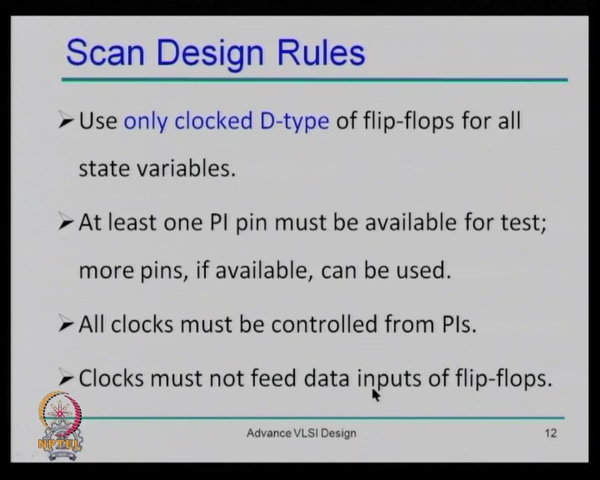 Scan Design Rules
➢Use only clocked D-type of flip-flops for all
state variables.
➢At least one PI pin must be available for test;
more pins, if available, can be used.
➢All clocks must be controlled from PIs.
➢Clocks must not feed data inputs of flip-flops.
NPTEL
Advance VLSI Design
12